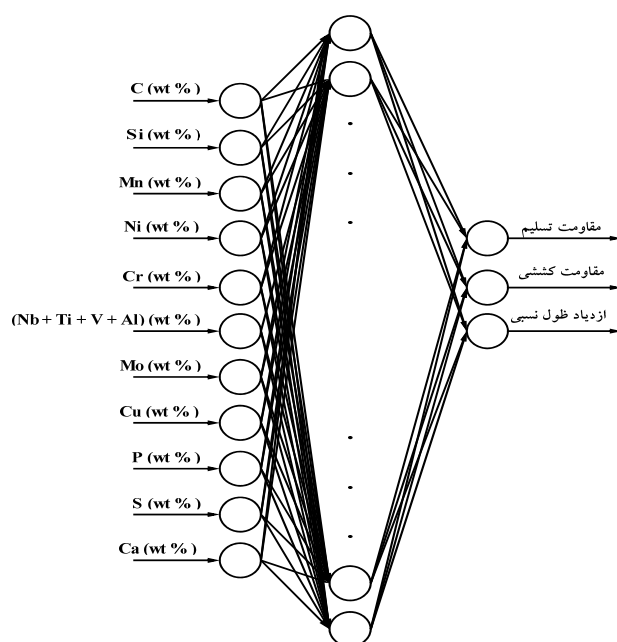 C (wt %)
Si (wt %)
Mn (wt %)
Ni (wt %)
Cr (wt %)
(Nb + Ti + V + Al) (wt %)
Mo (wt %)
Cu (wt %)
P (wt %)
S (wt %)
Ca (wt %)
مقاومت تسلیم
مقاومت کششی
ازدیاد ظول نسبی